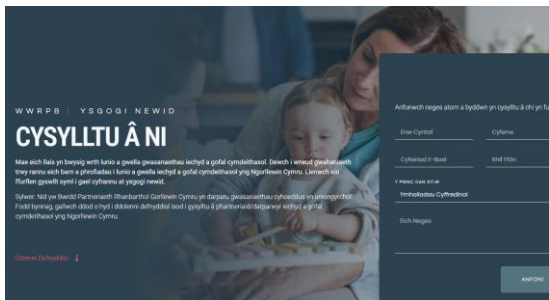 WWRPB | YSGOGI NEWID
CYSYLLTU Â NI
Mae eich llais yn bwysig wrth lunio a gwella gwasanaethau iechyd a gofal cymdeithasol. Dewch i wneud gwahaniaeth
trwy rannu eich barn a phrofiadau i lunio a gwella iechyd a gofal cymdeithasol yng Ngorllewin Cymru. Llenwch ein
ffurflen gyswllt syml i gael cyfrannu at ysgogi newid.
Sylwer: Nid yw Bwrdd Partneriaeth Rhanbarthol Gorllewin Cymru yn darparu gwasanaethau cyhoeddus yn uniongyrchol.
Fodd bynnag, gallwch ddod o hyd i ddolenni defnyddiol isod i gysylltu â phartneriaid/darparwyr iechyd a gofal
cymdeithasol yng Ngorllewin Cymru.
Dolenni Defnyddiol
Anfonwch neges atom a byddwn yn cysylltu â chi yn fu
Enw Cyntaf
Cyfenw
Cyfeiriad E-Bost
Rhif Ffôn
Y PWNC DAN SYLW
Ymholiadau Cyffredinol
Eich Neges
ANFON